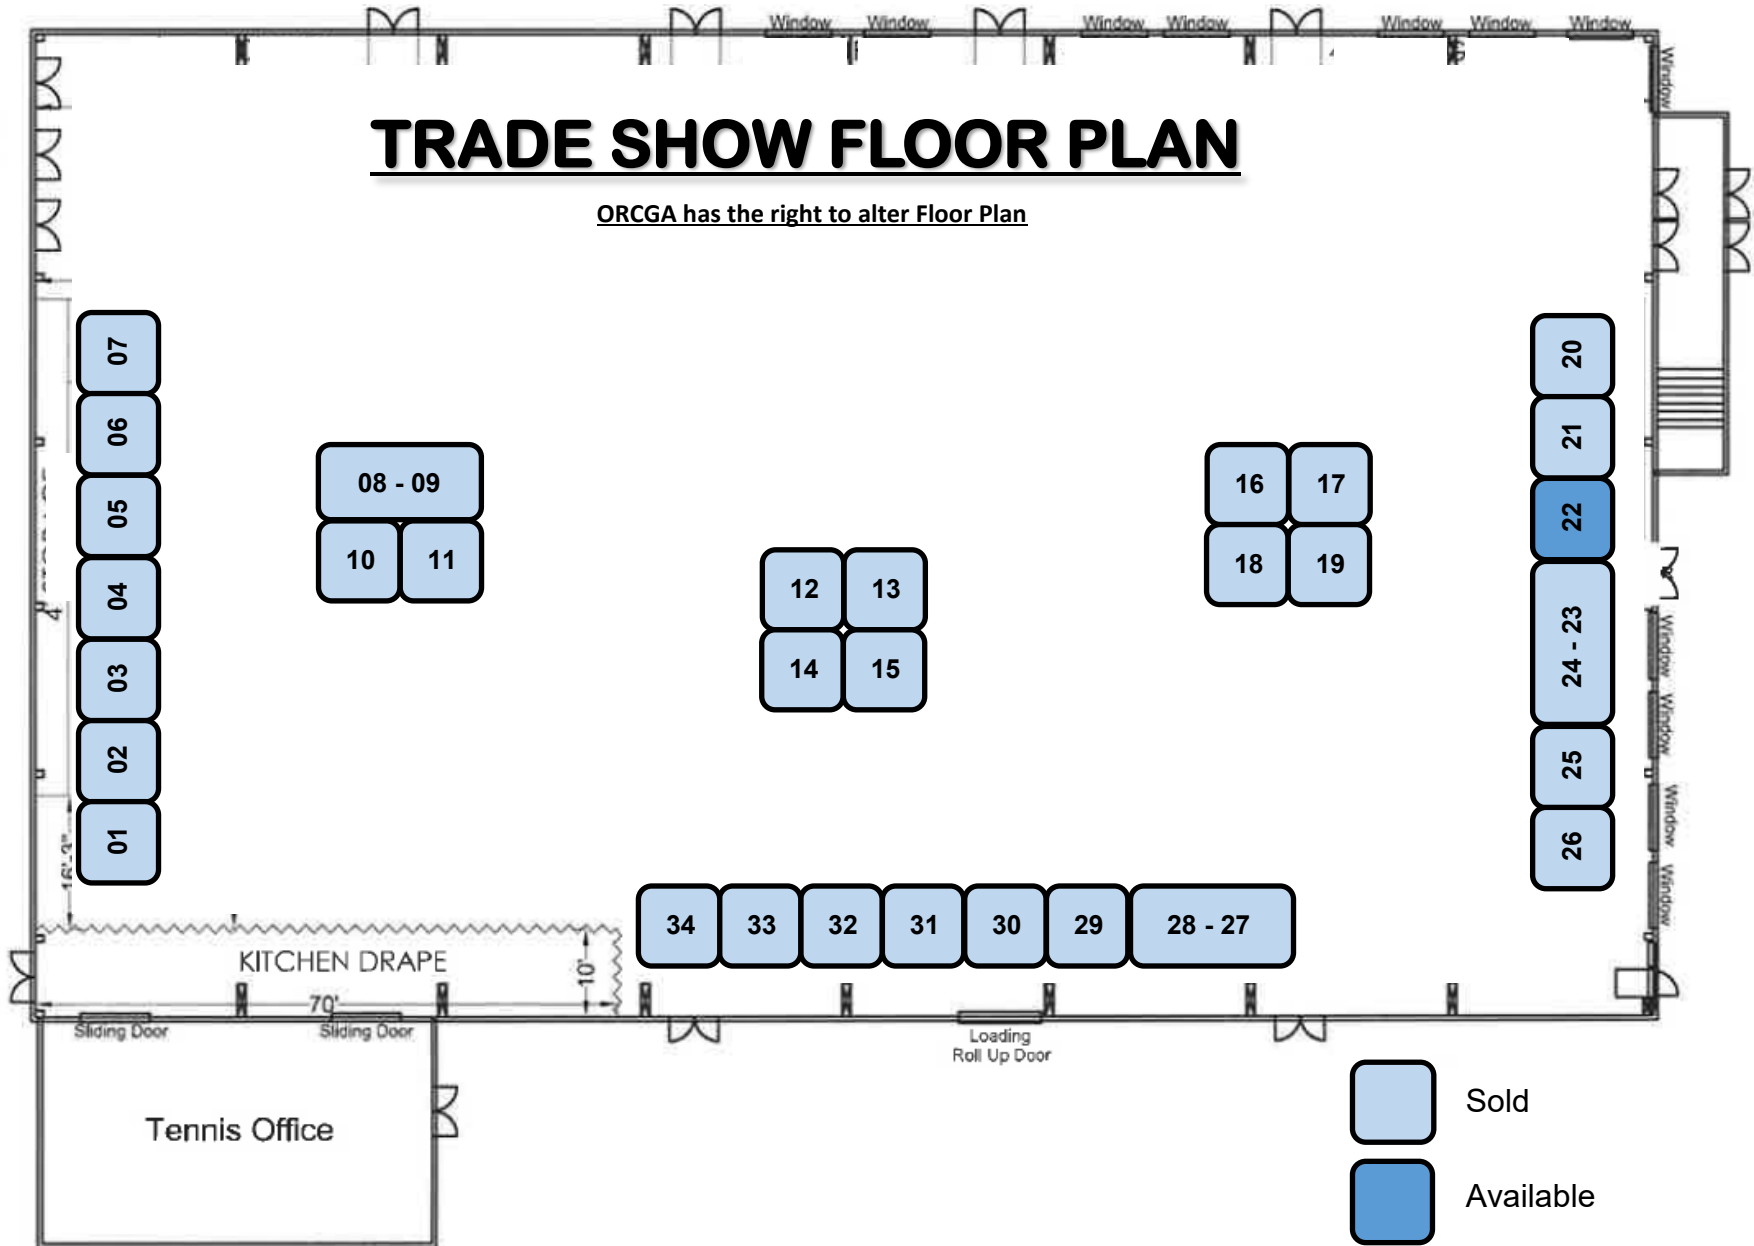 Window Window Window Window Window Window Window
Window
TRADE SHOW FLOOR PLAN
ORCGA has the right to alter Floor Plan
07
06
05
04
03
02
01
08 - 09
10 11
12 13
14 15
16 17
18 19
20
21
22
24 - 23
25
26
Window
Window
Window
Window
4
16'-3"
34 33 32 31 30 29 28 - 27
KITCHEN DRAPE
10'
70'
Sliding Door Sliding Door
Loading
Roll Up Door
Tennis Office
Sold
Available